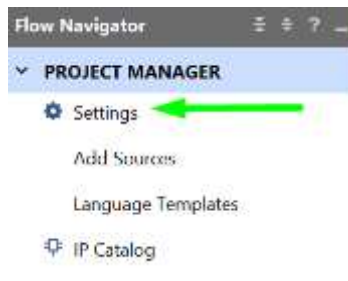 Flow Navigator ?
PROJECT MANAGER
Settings
Add Sources
Language Templates
IP Catalog